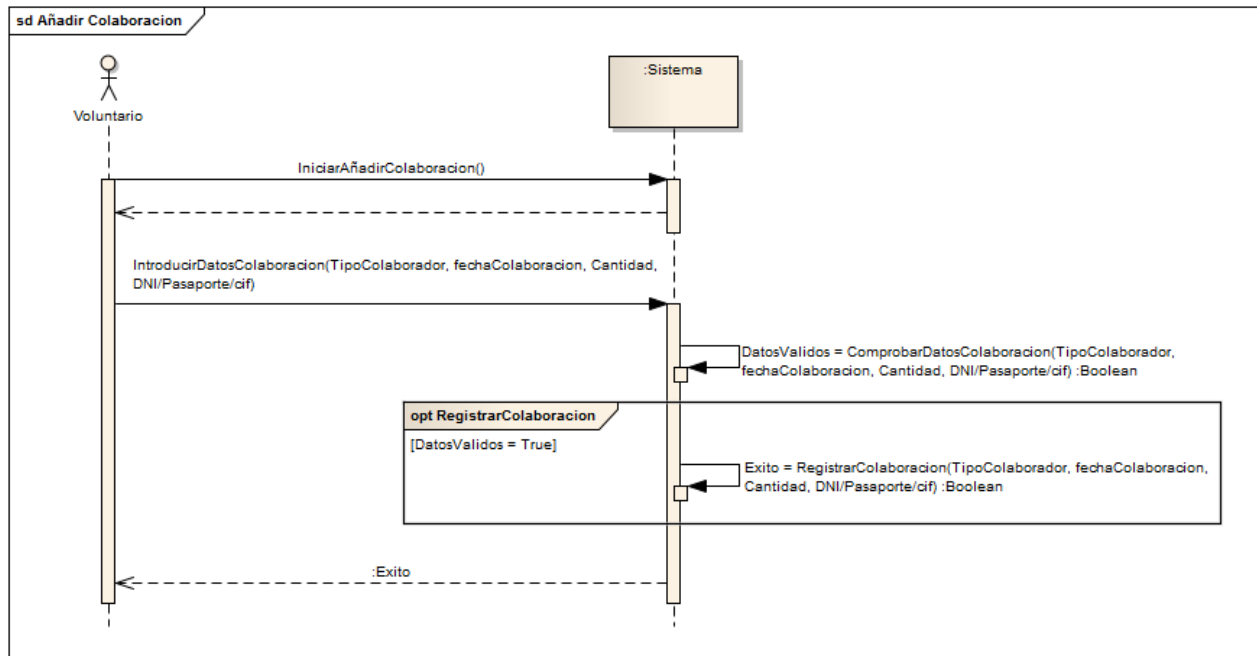 sd Añadir Colaboracion
Voluntario
:Sistema
IniciarAñadirColaboracion()
IntroducirDatosColaboracion(TipoColaborador, fechaColaboracion, Cantidad,
DNI/Pasaporte/cif)
DatosValidos = ComprobarDatosColaboracion(TipoColaborador,
fechaColaboracion, Cantidad, DNI/Pasaporte/cif) :Boolean
opt RegistrarColaboracion
[DatosValidos = True]
Exito = RegistrarColaboracion(TipoColaborador, fechaColaboracion,
Cantidad, DNI/Pasaporte/cif) :Boolean
:Exito